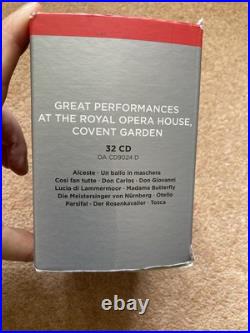 GREAT PERFORMANCES
AT THE ROYAL OPERA HOUSE,
COVENT GARDEN
32 CD
OA CD9024 D
Alceste · Un ballo in maschera
Così fan tutte · Don Carlos · Don Giovanni
Lucia di Lammermoor · Madama Butterfly
Die Meistersinger von Nürnberg · Otello
Parsifal · Der Rosenkavalier · Tosca